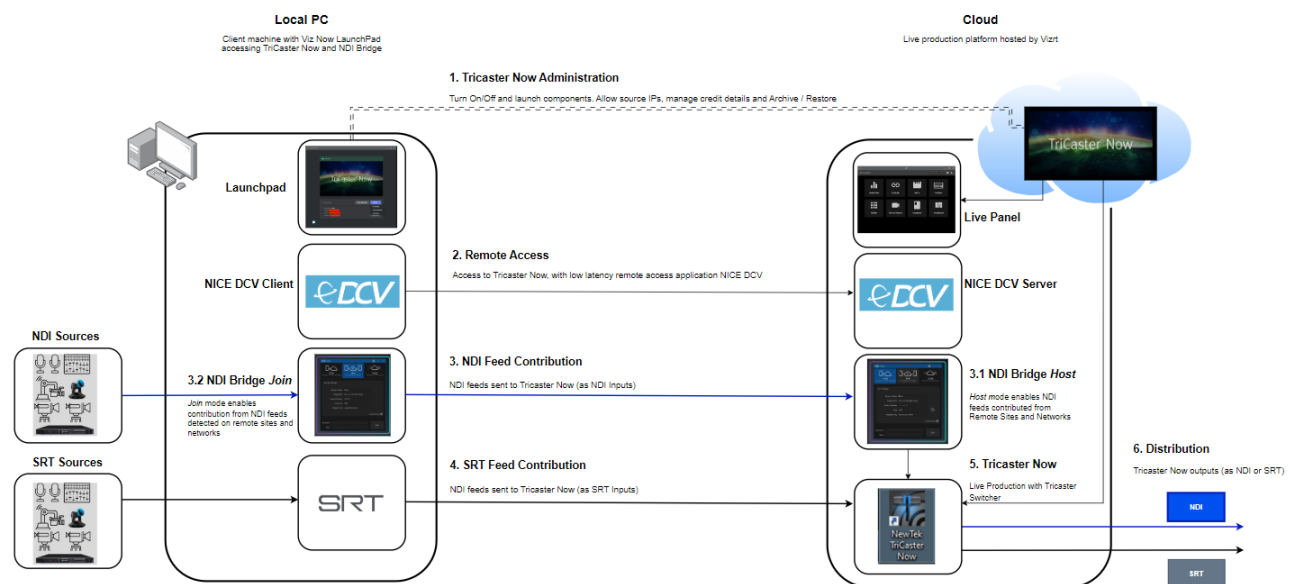 Local PC
Client machine with Viz Now LaunchPad
accessing TriCaster Now and NDI Bridge
Cloud
Live production platform hosted by Vizrt
1. Tricaster Now Administration
Turn On/Off and launch components. Allow source IPs, manage credit details and Archive / Restore
TriCaster Now
TriCaster Now
Launchpad
Live Panel
2. Remote Access
Access to Tricaster Now, with low latency remote access application NICE DCV
NICE DCV Client
DCV
NICE DCV Server
DCV
NDI Sources
3.2 NDI Bridge Join
Join mode enables
contribution from NDI feeds
detected on remote sites and
networks
3. NDI Feed Contribution
NDI feeds sent to Tricaster Now (as NDI Inputs)
3.1 NDI Bridge Host
Host mode enables NDI
feeds contributed from
Remote Sites and Networks
SRT Sources
SRT
4. SRT Feed Contribution
NDI feeds sent to Tricaster Now (as SRT Inputs)
5. Tricaster Now
Live Production with Tricaster
Switcher
NewTek
TriCaster
Now
6. Distribution
Tricaster Now outputs (as NDI or SRT)
NDI
SRT